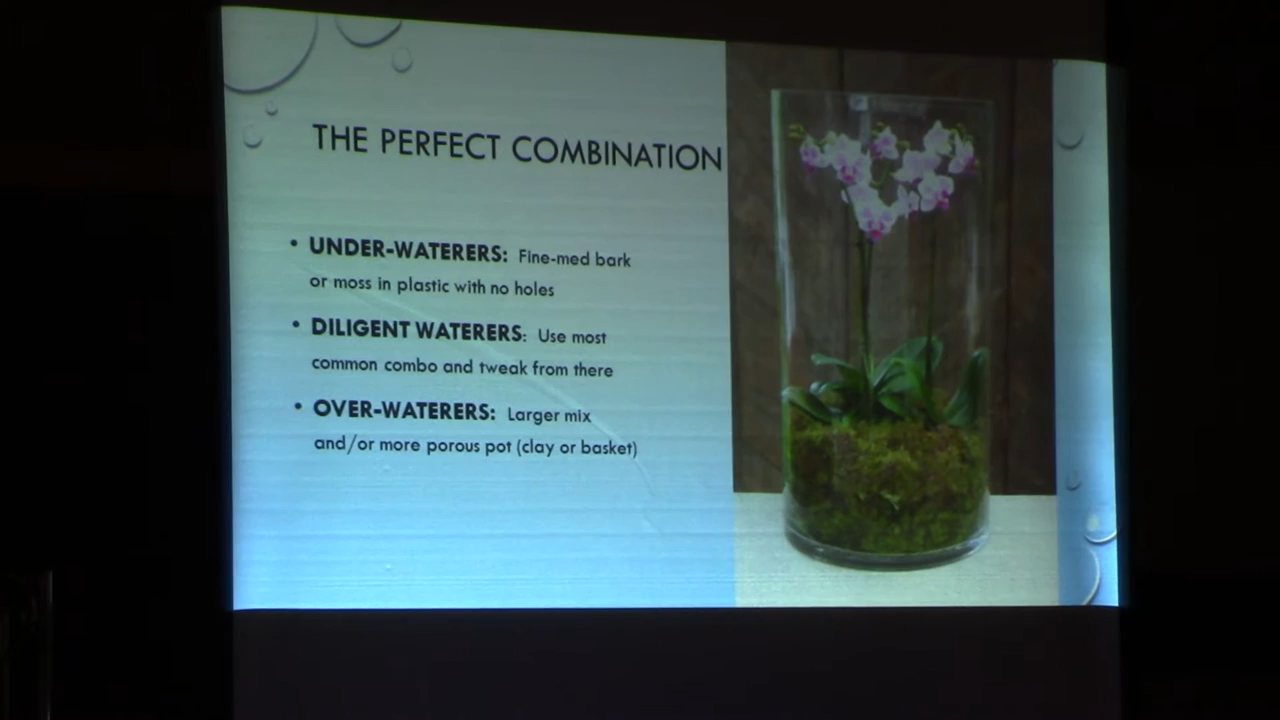 THE PERFECT COMBINATION
• UNDER-WATERERS: Fine-med bark
or moss in plastic with no holes
• DILIGENT WATERERS: Use most
common combo and tweak from there
• OVER-WATERERS: Larger mix
and/or more porous pot (clay or basket)